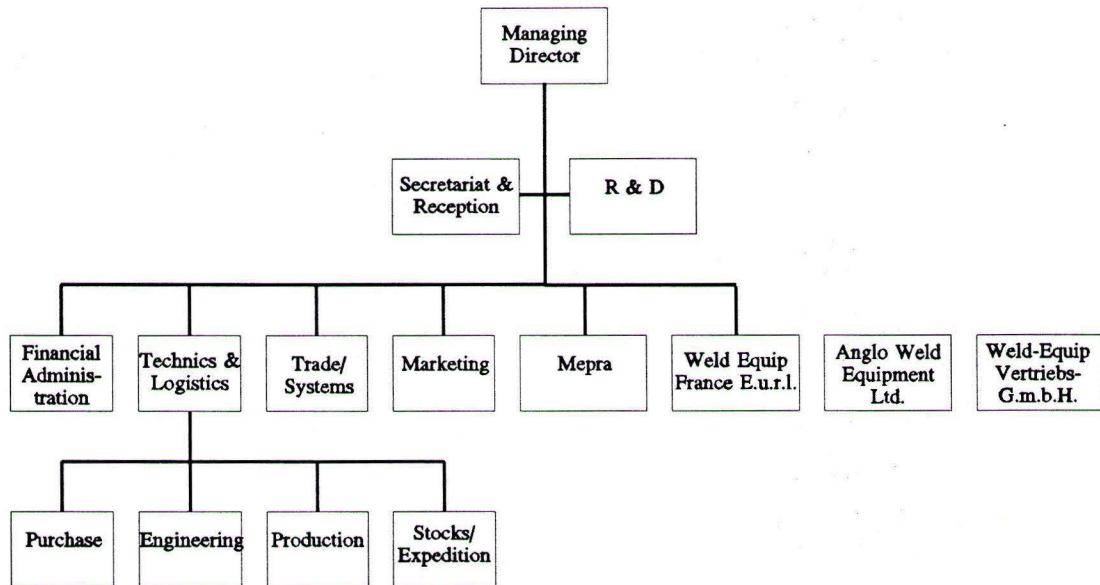 Managing
Director
Secretariat &
Reception
R & D
Financial
Adminis-
tration
Technics &
Logistics
Trade/
Systems
Marketing
Mepra
Weld Equip
France E.u.r.l.
Anglo Weld
Equipment
Ltd.
Weld-Equip
Vertriebs-
G.m.b.H.
Purchase
Engineering
Production
Stocks/
Expedition